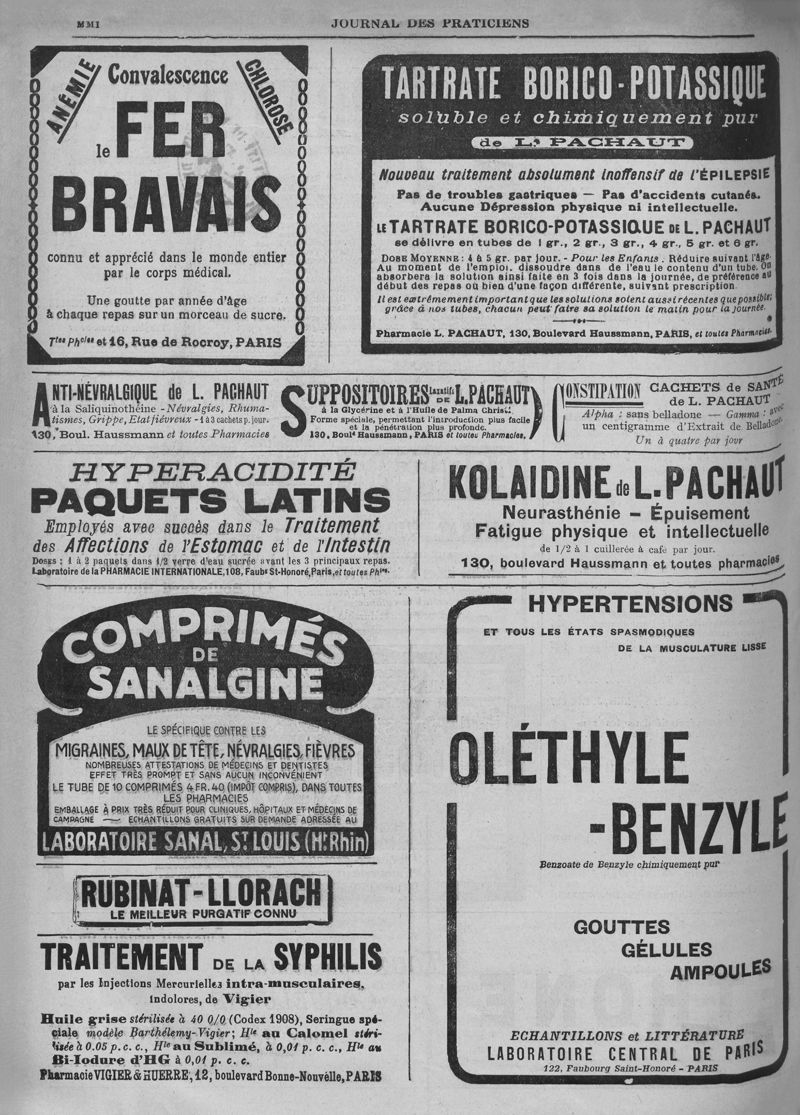 MMI
JOURNAL DES PRATICIENS
ANÉMIE
Convalescence
CHLOROSE
le FER
BRAVAIS
connu et apprécié dans le monde entier
par le corps médical.
Une goutte par année d'âge
à chaque repas sur un morceau de sucre.
Ttes Phcies et 16, Rue de Rocroy, PARIS
TARTRATE BORICO-POTASSIQUE
soluble et chimiquement pur
de L. PACHAUT
Nouveau traitement absolument inoffensif de l'ÉPILEPSIE
Pas de troubles gastriques — Pas d'accidents cutanés.
Aucune Dépression physique ni intellectuelle.
LE TARTRATE BORICO-POTASSIQUE DE L. PACHAUT
se délivre en tubes de 1 gr., 2 gr., 3 gr., 4 gr., 5 gr. et 6 gr.
DOSE MOYENNE : 4 à 5 gr. par jour. - Pour les Enfants : Réduire suivant l'âge.
Au moment de l'emploi, dissoudre dans de l'eau le contenu d'un tube. On
absorbera la solution ainsi faite en 3 fois dans la journée, de préférence au
début des repas ou bien d'une façon différente, suivant prescription.
Il est extrêmement important que les solutions soient aussi récentes que possible;
grâce à nos tubes, chacun peut faire sa solution le matin pour la journée.
Pharmacie L. PACHAUT, 130, Boulevard Haussmann, PARIS, et toutes Pharmacies.
ANTI-NÉVRALGIQUE de L. PACHAUT
à la Saliquinothéine - Névralgies, Rhuma-
tismes, Grippe, Etat fiévreux - 1 à 3 cachets p. jour.
130, Boul. Haussmann et toutes Pharmacies
SUPPOSITOIRES Laxatifs DE L. PACHAUT
à la Glycérine et à l'Huile de Palma Christi.
Forme spéciale, permettant l'introduction plus facile
et la pénétration plus profonde.
130, Boulᵈ Haussmann, PARIS et toutes Pharmacies.
CONSTIPATION CACHETS de SANTÉ
de L. PACHAUT
Alpha : sans belladone — Gamma : avec
un centigramme d'Extrait de Belladone
Un à quatre par jour
HYPERACIDITÉ
PAQUETS LATINS
Employés avec succès dans le Traitement
des Affections de l'Estomac et de l'Intestin
DOSES : 1 à 2 paquets dans 1/2 verre d'eau sucrée avant les 3 principaux repas.
Laboratoire de la PHARMACIE INTERNATIONALE, 108, Faubg St-Honoré, Paris, et toutes Phies.
KOLAIDINE de L. PACHAUT
Neurasthénie — Épuisement
Fatigue physique et intellectuelle
de 1/2 à 1 cuillerée à café par jour.
130, boulevard Haussmann et toutes pharmacies
COMPRIMÉS
DE
SANALGINE
LE SPÉCIFIQUE CONTRE LES
MIGRAINES, MAUX DE TÊTE, NÉVRALGIES, FIÈVRES
NOMBREUSES ATTESTATIONS DE MÉDECINS ET DENTISTES
EFFET TRÈS PROMPT ET SANS AUCUN INCONVÉNIENT
LE TUBE DE 10 COMPRIMÉS 4 FR. 40 (IMPÔT COMPRIS), DANS TOUTES
LES PHARMACIES
EMBALLAGE À PRIX TRÈS RÉDUIT POUR CLINIQUES, HÔPITAUX ET MÉDECINS DE
CAMPAGNE — ECHANTILLONS GRATUITS SUR DEMANDE ADRESSÉE AU
LABORATOIRE SANAL, ST LOUIS (Ht Rhin)
RUBINAT-LLORACH
LE MEILLEUR PURGATIF CONNU
TRAITEMENT DE LA SYPHILIS
par les Injections Mercurielles intra-musculaires,
indolores, de Vigier
Huile grise stérilisée à 40 0/0 (Codex 1908), Seringue spé-
ciale modèle Barthélemy-Vigier; Hle au Calomel stéri-
lisée à 0.05 p. c. c., Hle au Sublimé, à 0,01 p. c. c., Hle au
Bi-Iodure d'HG à 0,01 p. c. c.
Pharmacie VIGIER & HUERRE, 12, boulevard Bonne-Nouvelle, PARIS
HYPERTENSIONS
ET TOUS LES ÉTATS SPASMODIQUES
DE LA MUSCULATURE LISSE
OLÉTHYLE
-BENZYLE
Benzoate de Benzyle chimiquement pur
GOUTTES
GÉLULES
AMPOULES
ECHANTILLONS et LITTÉRATURE
LABORATOIRE CENTRAL DE PARIS
122, Faubourg Saint-Honoré - PARIS